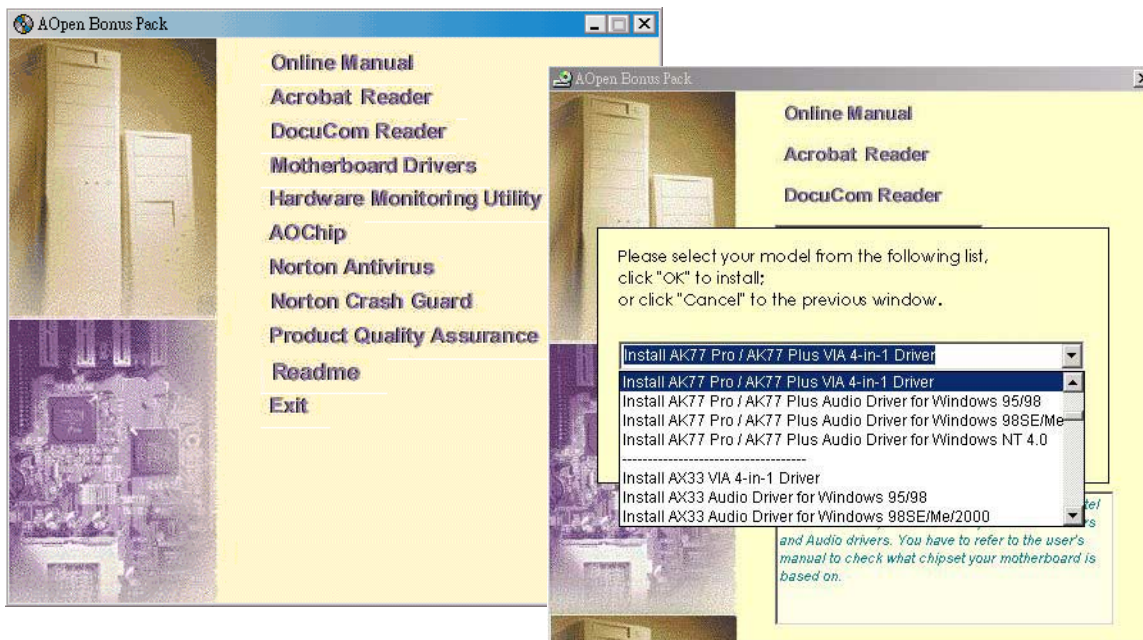 AOpen Bonus Pack
Online Manual
Acrobat Reader
DocuCom Reader
Motherboard Drivers
Hardware Monitoring Utility
AOChip
Norton Antivirus
Norton Crash Guard
Product Quality Assurance
Readme
Exit
AOpen Bonus Pack
Online Manual
Acrobat Reader
DocuCom Reader
Please select your model from the following list,
click "OK" to install;
or click "Cancel" to the previous window.
Install AK77 Pro / AK77 Plus VIA 4-in-1 Driver
Install AK77 Pro / AK77 Plus VIA 4-in-1 Driver
Install AK77 Pro / AK77 Plus Audio Driver for Windows 95/98
Install AK77 Pro / AK77 Plus Audio Driver for Windows 98SE/Me
Install AK77 Pro / AK77 Plus Audio Driver for Windows NT 4.0
-----------------------------------
Install AX33 VIA 4-in-1 Driver
Install AX33 Audio Driver for Windows 95/98
Install AX33 Audio Driver for Windows 98SE/Me/2000
and Audio drivers. You have to refer to the user's
manual to check what chipset your motherboard is
based on.